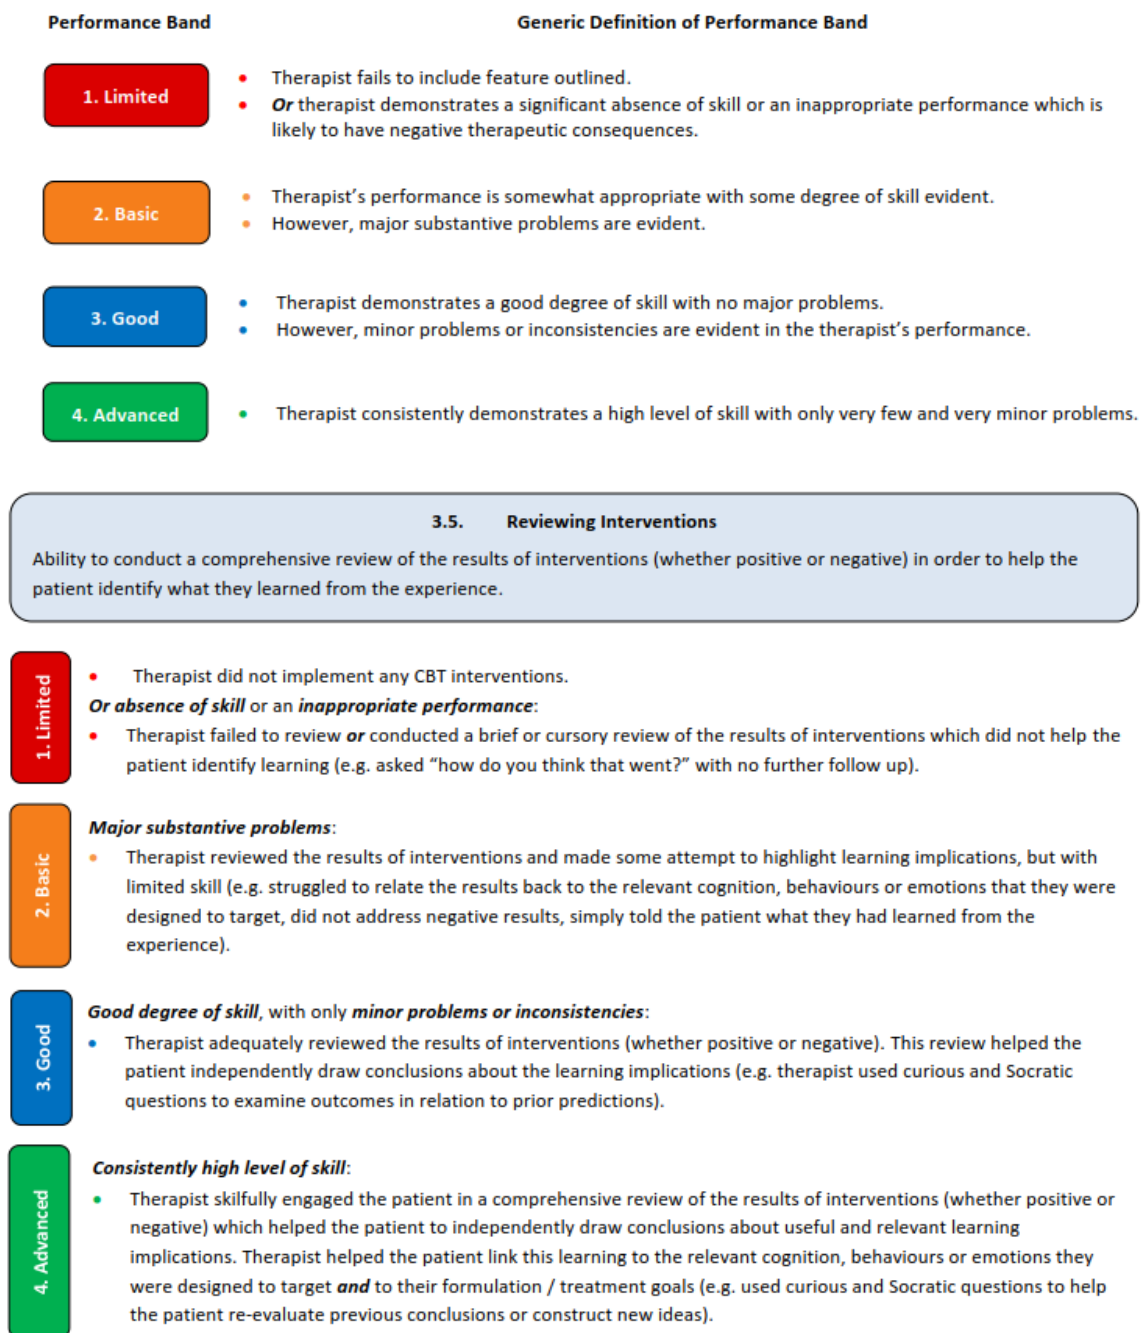 Performance Band Generic Definition of Performance Band
1. Limited
• Therapist fails to include feature outlined.
• Or therapist demonstrates a significant absence of skill or an inappropriate performance which is
likely to have negative therapeutic consequences.
2. Basic
• Therapist’s performance is somewhat appropriate with some degree of skill evident.
• However, major substantive problems are evident.
3. Good
• Therapist demonstrates a good degree of skill with no major problems.
• However, minor problems or inconsistencies are evident in the therapist’s performance.
4. Advanced
• Therapist consistently demonstrates a high level of skill with only very few and very minor problems.
3.5. Reviewing Interventions
Ability to conduct a comprehensive review of the results of interventions (whether positive or negative) in order to help the
patient identify what they learned from the experience.
1. Limited
• Therapist did not implement any CBT interventions.
Or absence of skill or an inappropriate performance:
• Therapist failed to review or conducted a brief or cursory review of the results of interventions which did not help the
patient identify learning (e.g. asked “how do you think that went?” with no further follow up).
2. Basic
Major substantive problems:
• Therapist reviewed the results of interventions and made some attempt to highlight learning implications, but with
limited skill (e.g. struggled to relate the results back to the relevant cognition, behaviours or emotions that they were
designed to target, did not address negative results, simply told the patient what they had learned from the
experience).
3. Good
Good degree of skill, with only minor problems or inconsistencies:
• Therapist adequately reviewed the results of interventions (whether positive or negative). This review helped the
patient independently draw conclusions about the learning implications (e.g. therapist used curious and Socratic
questions to examine outcomes in relation to prior predictions).
4. Advanced
Consistently high level of skill:
• Therapist skilfully engaged the patient in a comprehensive review of the results of interventions (whether positive or
negative) which helped the patient to independently draw conclusions about useful and relevant learning
implications. Therapist helped the patient link this learning to the relevant cognition, behaviours or emotions they
were designed to target and to their formulation / treatment goals (e.g. used curious and Socratic questions to help
the patient re-evaluate previous conclusions or construct new ideas).